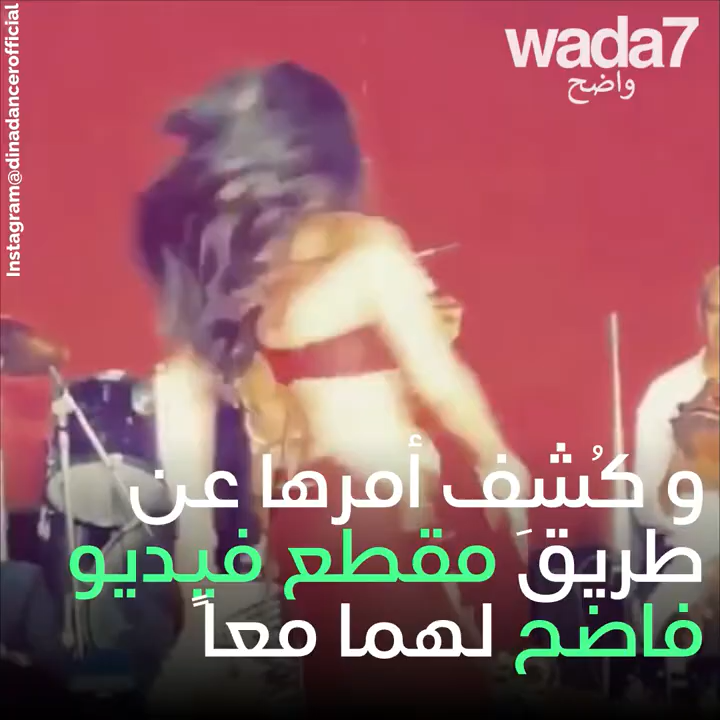 wada7
واضح
Instagram@dinadancerofficial
و كُشف أمرها عن
طريقَ مقطع فيديو
فاضح لهما معاً